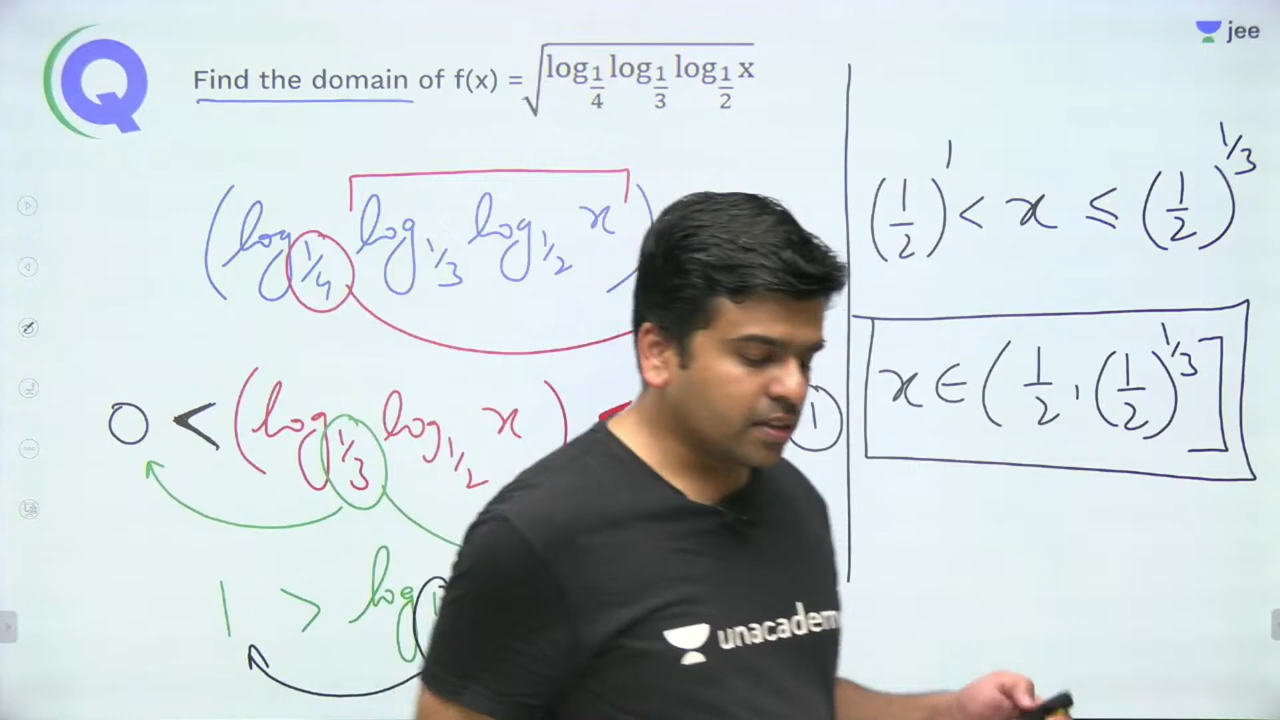 Q
jee
Find the domain of f(x) = √(log_{1/4} log_{1/3} log_{1/2} x)
(log_{1/4} log_{1/3} log_{1/2} x)
0 < (log_{1/3} log_{1/2} x) 1
1 > log
(1/2)^1 < x ≤ (1/2)^{1/3}
x ∈ (1/2, (1/2)^{1/3}]
unacadem